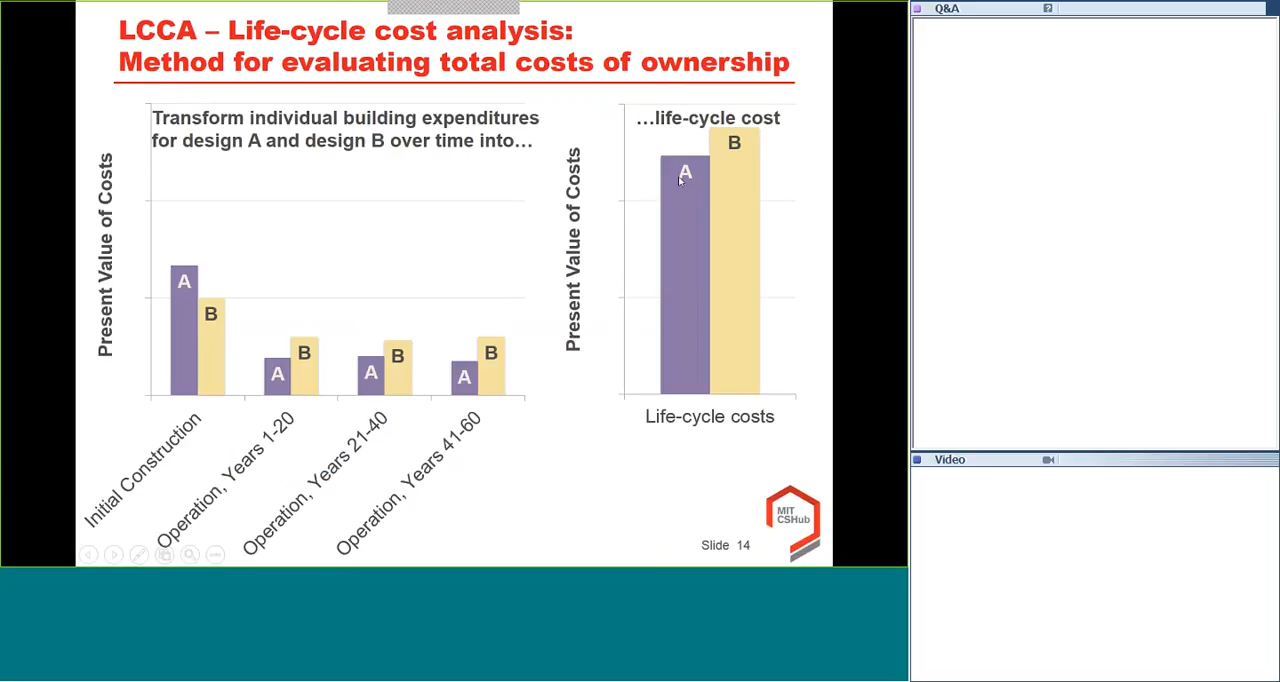 LCCA – Life-cycle cost analysis:
Method for evaluating total costs of ownership
Transform individual building expenditures
for design A and design B over time into…
Present Value of Costs
A
B
A
B
A
B
A
B
Initial Construction
Operation, Years 1-20
Operation, Years 21-40
Operation, Years 41-60
…life-cycle cost
Present Value of Costs
A
B
Life-cycle costs
MIT
CSHub
Slide 14
Q&A
?
Video